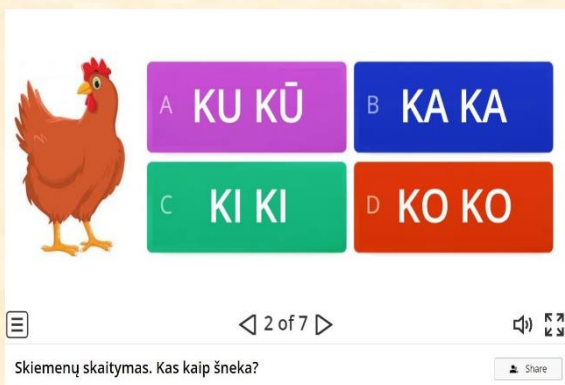 A KU KŪ
B KA KA
C KI KI
D KO KO
2 of 7
Skiemenų skaitymas. Kas kaip šneka?
Share